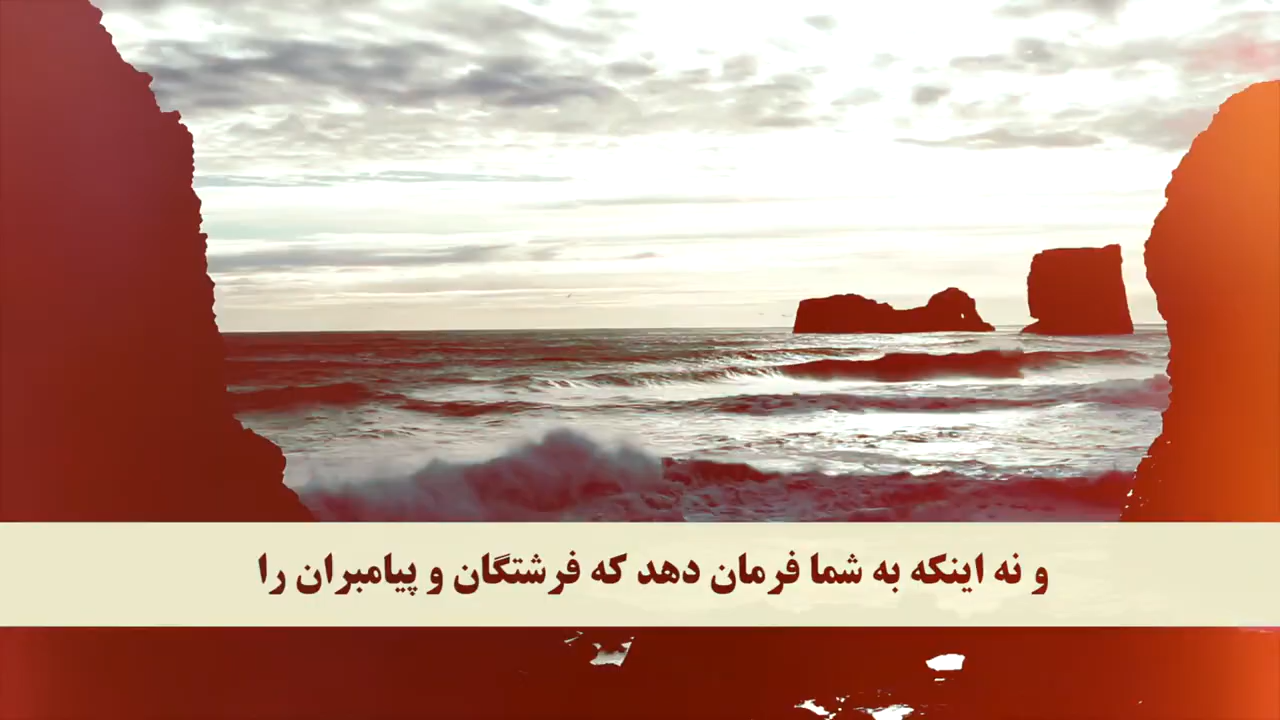 و نه اینکه به شما فرمان دهد که فرشتگان و پیامبران را